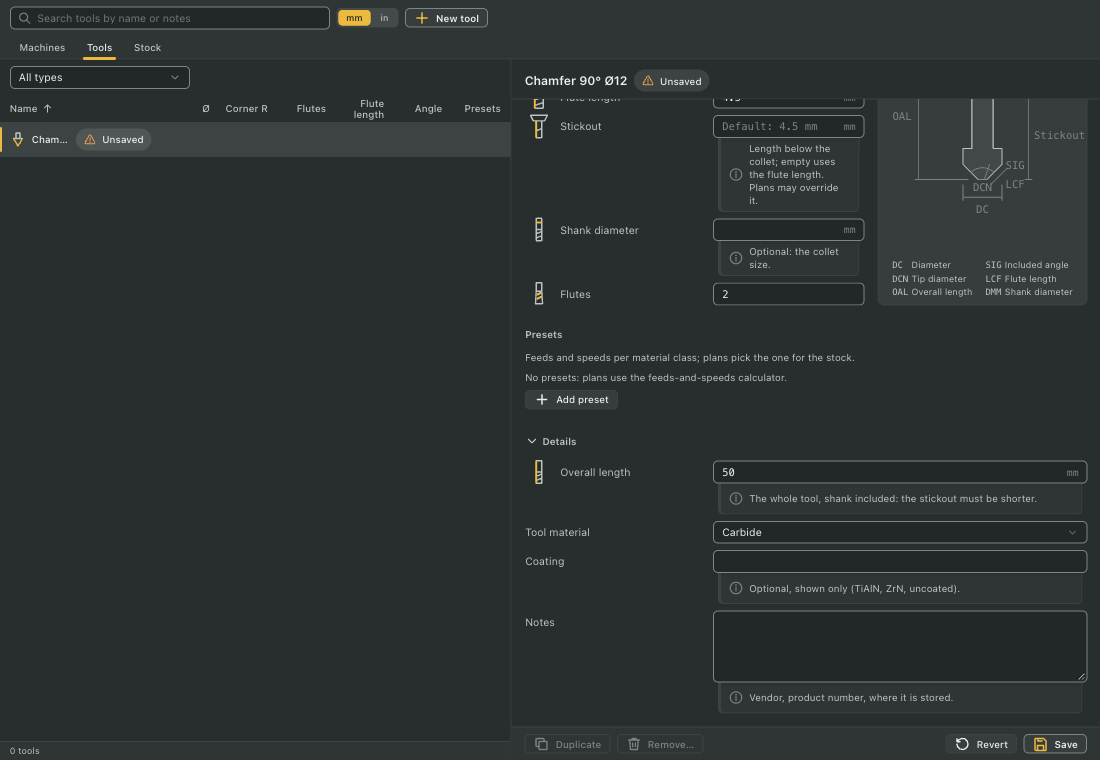 Search tools by name or notes
mm
in
New tool
Machines
Tools
Stock
All types
Name
Ø
Corner R
Flutes
Flute
length
Angle
Presets
Cham...
Unsaved
0 tools
Chamfer 90° Ø12
Unsaved
Flute length
4.5
mm
Stickout
Default: 4.5 mm
mm
Length below the
collet; empty uses
the flute length.
Plans may override
it.
Shank diameter
mm
Optional: the collet
size.
Flutes
2
OAL
Stickout
SIG
DCN
LCF
DC
DC Diameter
SIG Included angle
DCN Tip diameter
LCF Flute length
OAL Overall length
DMM Shank diameter
Presets
Feeds and speeds per material class; plans pick the one for the stock.
No presets: plans use the feeds-and-speeds calculator.
Add preset
Details
Overall length
50
mm
The whole tool, shank included: the stickout must be shorter.
Tool material
Carbide
Coating
Optional, shown only (TiAlN, ZrN, uncoated).
Notes
Vendor, product number, where it is stored.
Duplicate
Remove...
Revert
Save